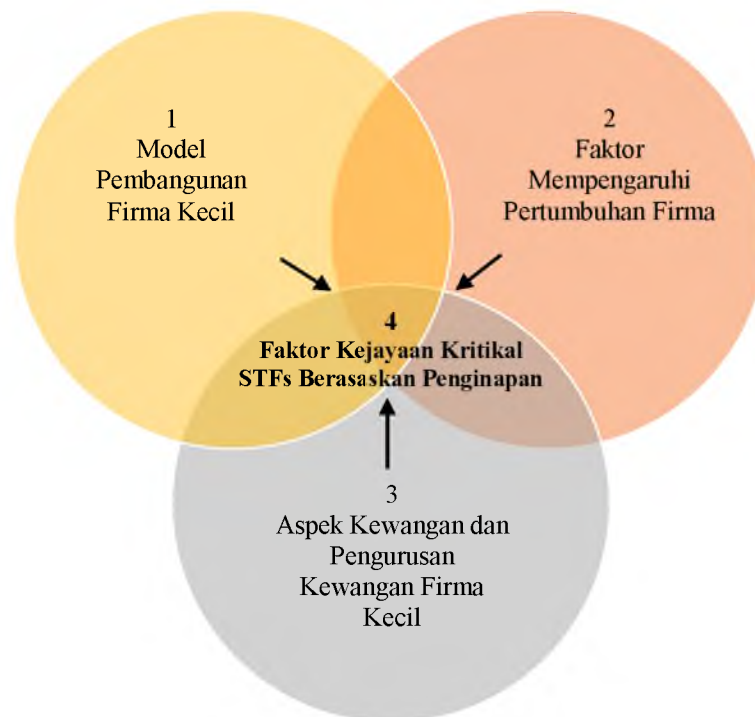 1
Model
Pembangunan
Firma Kecil
2
Faktor
Mempengaruhi
Pertumbuhan Firma
4
Faktor Kejayaan Kritikal
STFs Berasaskan Penginapan
3
Aspek Kewangan dan
Pengurusan
Kewangan Firma
Kecil